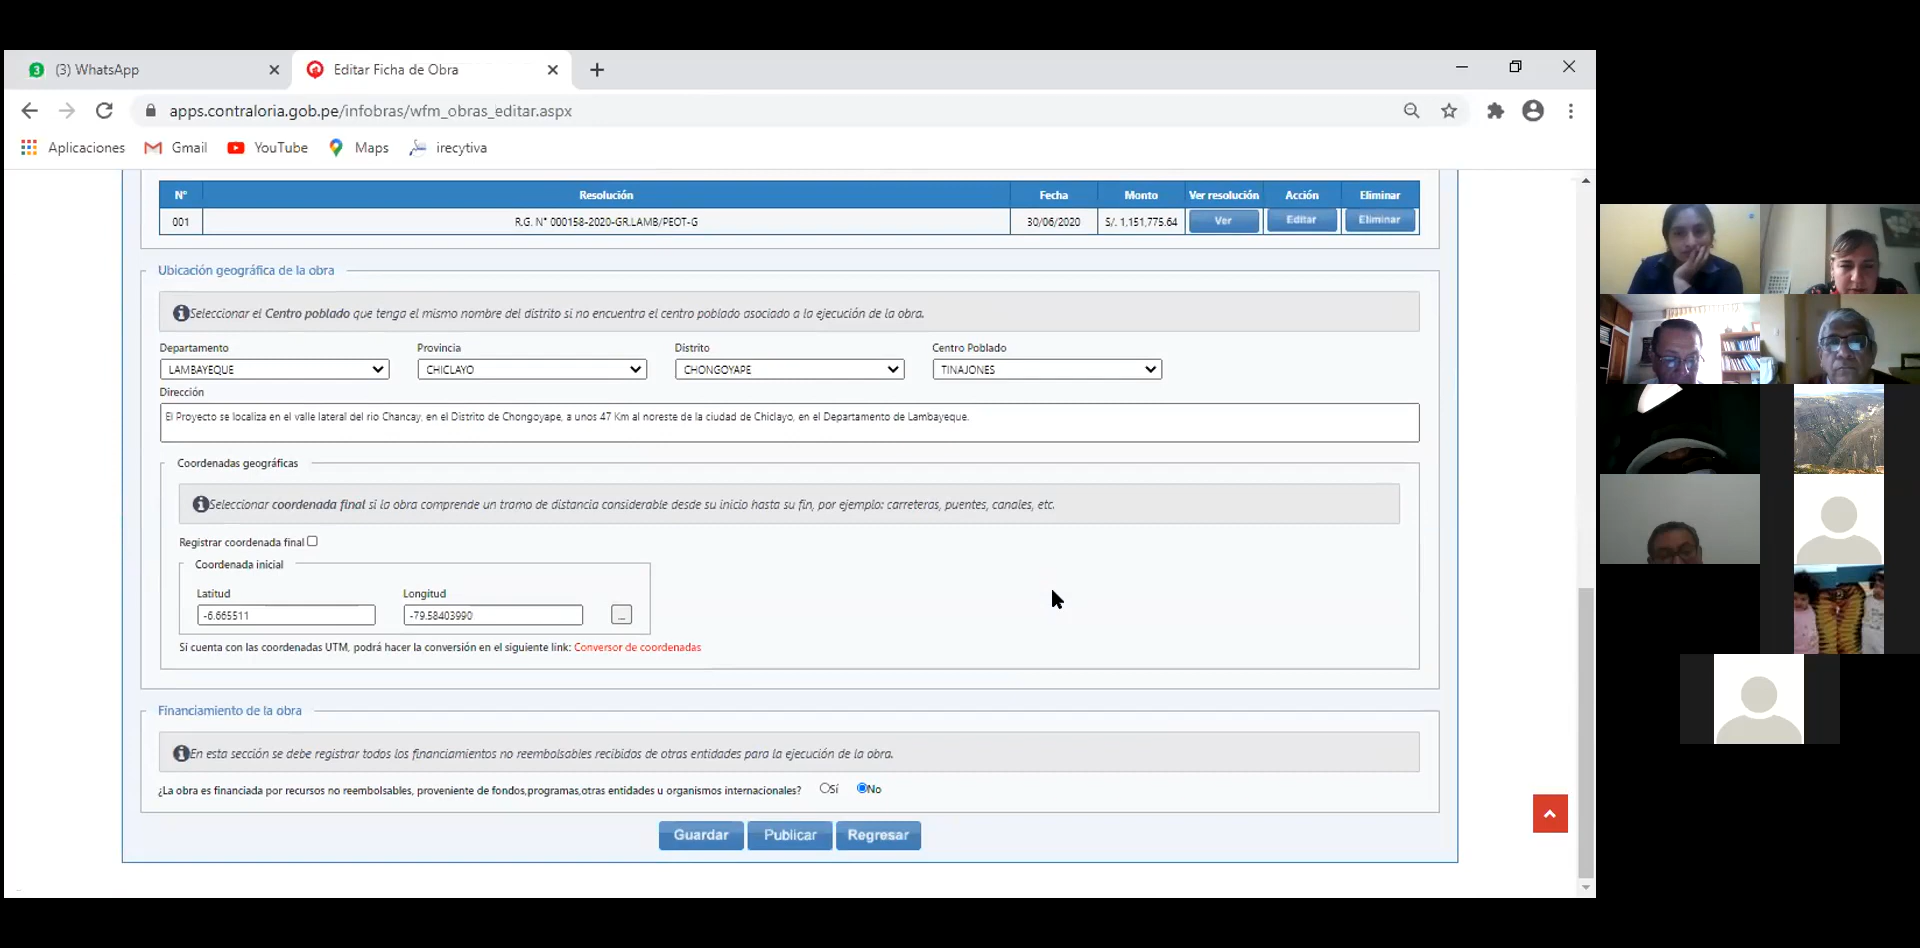 3 (3) WhatsApp
Editar Ficha de Obra
apps.contraloria.gob.pe/infobras/wfm_obras_editar.aspx
Aplicaciones Gmail YouTube Maps irecytiva
N° Resolución Fecha Monto Ver resolución Acción Eliminar
001 R.G. N° 000158-2020-GR.LAMB/PEOT-G 30/06/2020 S/. 1,151,775.64 Ver Editar Eliminar
Ubicación geográfica de la obra
Seleccionar el Centro poblado que tenga el mismo nombre del distrito si no encuentra el centro poblado asociado a la ejecución de la obra.
Departamento Provincia Distrito Centro Poblado
LAMBAYEQUE CHICLAYO CHONGOYAPE TINAJONES
Dirección
El Proyecto se localiza en el valle lateral del rio Chancay, en el Distrito de Chongoyape, a unos 47 Km al noreste de la ciudad de Chiclayo, en el Departamento de Lambayeque.
Coordenadas geográficas
Seleccionar coordenada final si la obra comprende un tramo de distancia considerable desde su inicio hasta su fin, por ejemplo: carreteras, puentes, canales, etc.
Registrar coordenada final
Coordenada inicial
Latitud Longitud
-6.665511 -79.58403990 ...
Si cuenta con las coordenadas UTM, podrá hacer la conversión en el siguiente link: Conversor de coordenadas
Financiamiento de la obra
En esta sección se debe registrar todos los financiamientos no reembolsables recibidos de otras entidades para la ejecución de la obra.
¿La obra es financiada por recursos no reembolsables, proveniente de fondos,programas,otras entidades u organismos internacionales? Sí No
Guardar Publicar Regresar